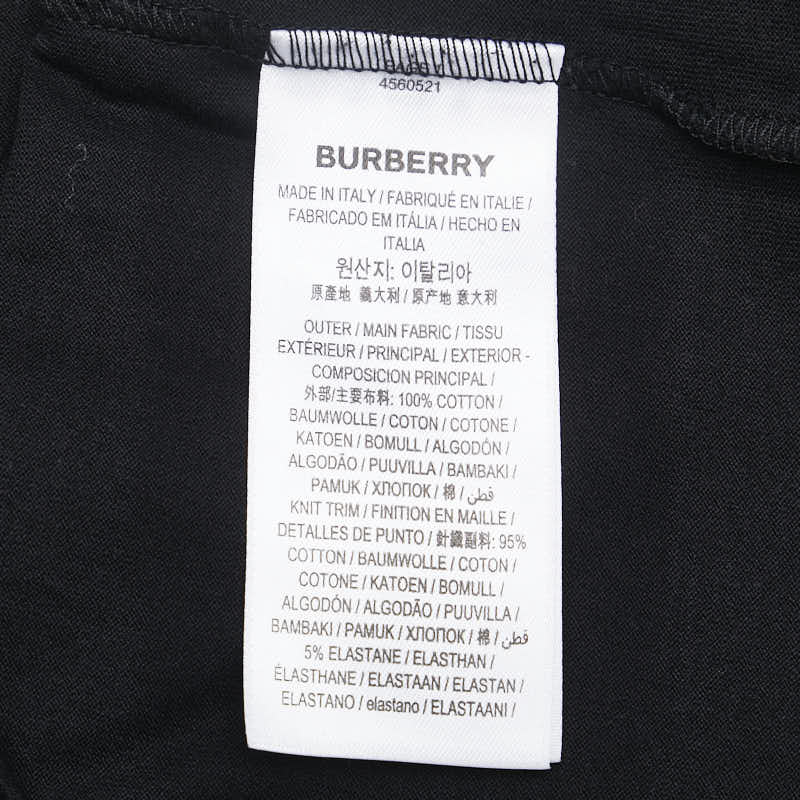 4560521
BURBERRY
MADE IN ITALY / FABRIQUÉ EN ITALIE /
FABRICADO EM ITÁLIA / HECHO EN
ITALIA
원산지: 이탈리아
原產地 義大利 / 原产地 意大利
OUTER / MAIN FABRIC / TISSU
EXTÉRIEUR / PRINCIPAL / EXTERIOR -
COMPOSICION PRINCIPAL /
外部/主要布料: 100% COTTON /
BAUMWOLLE / COTON / COTONE /
KATOEN / BOMULL / ALGODÓN /
ALGODÃO / PUUVILLA / BAMBAKI /
PAMUK / ХЛОПОК / 棉 / قطن /
KNIT TRIM / FINITION EN MAILLE /
DETALLES DE PUNTO / 針織副料: 95%
COTTON / BAUMWOLLE / COTON /
COTONE / KATOEN / BOMULL /
ALGODÓN / ALGODÃO / PUUVILLA /
BAMBAKI / PAMUK / ХЛОПОК / 棉 / قطن /
5% ELASTANE / ELASTHAN /
ÉLASTHANE / ELASTAAN / ELASTAN /
ELASTANO / elastano / ELASTAANI /